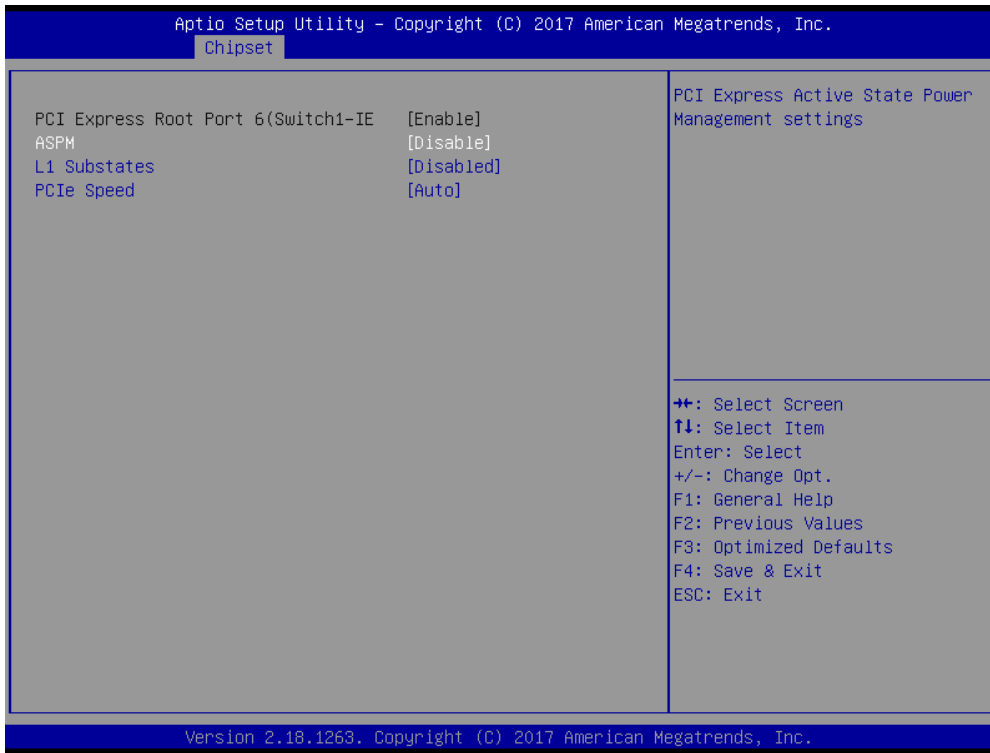 Aptio Setup Utility – Copyright (C) 2017 American Megatrends, Inc.
Chipset
PCI Express Root Port 6(Switch1-IE [Enable]
ASPM [Disable]
L1 Substates [Disabled]
PCIe Speed [Auto]
PCI Express Active State Power
Management settings
→←: Select Screen
↑↓: Select Item
Enter: Select
+/-: Change Opt.
F1: General Help
F2: Previous Values
F3: Optimized Defaults
F4: Save & Exit
ESC: Exit
Version 2.18.1263. Copyright (C) 2017 American Megatrends, Inc.